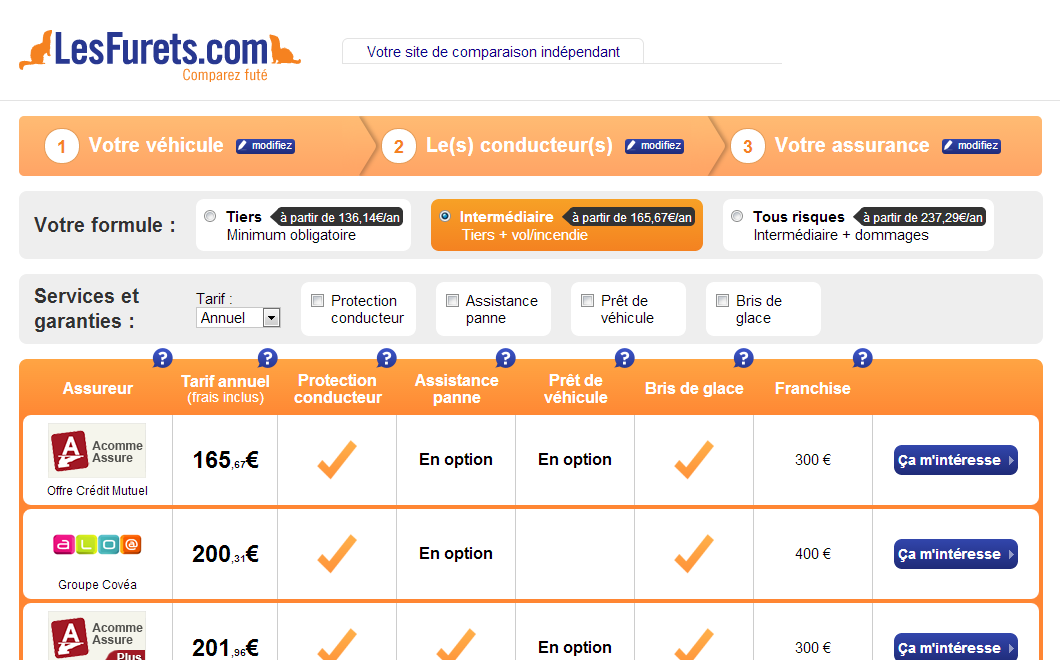 LesFurets.com
Comparez futé
Votre site de comparaison indépendant
1 Votre véhicule modifiez
2 Le(s) conducteur(s) modifiez
3 Votre assurance modifiez
Votre formule :
Tiers à partir de 136,14€/an
Minimum obligatoire
Intermédiaire à partir de 165,67€/an
Tiers + vol/incendie
Tous risques à partir de 237,29€/an
Intermédiaire + dommages
Services et
garanties :
Tarif :
Annuel
Protection
conducteur
Assistance
panne
Prêt de
véhicule
Bris de
glace
? ? ? ? ? ? ?
Assureur
Tarif annuel
(frais inclus)
Protection
conducteur
Assistance
panne
Prêt de
véhicule
Bris de glace
Franchise
A Acomme
Assure
Offre Crédit Mutuel
165,67€
En option
En option
300 €
Ça m'intéresse
aLO@
Groupe Covéa
200,31€
En option
400 €
Ça m'intéresse
A Acomme
Assure
Plus
201,96€
En option
300 €
Ça m'intéresse